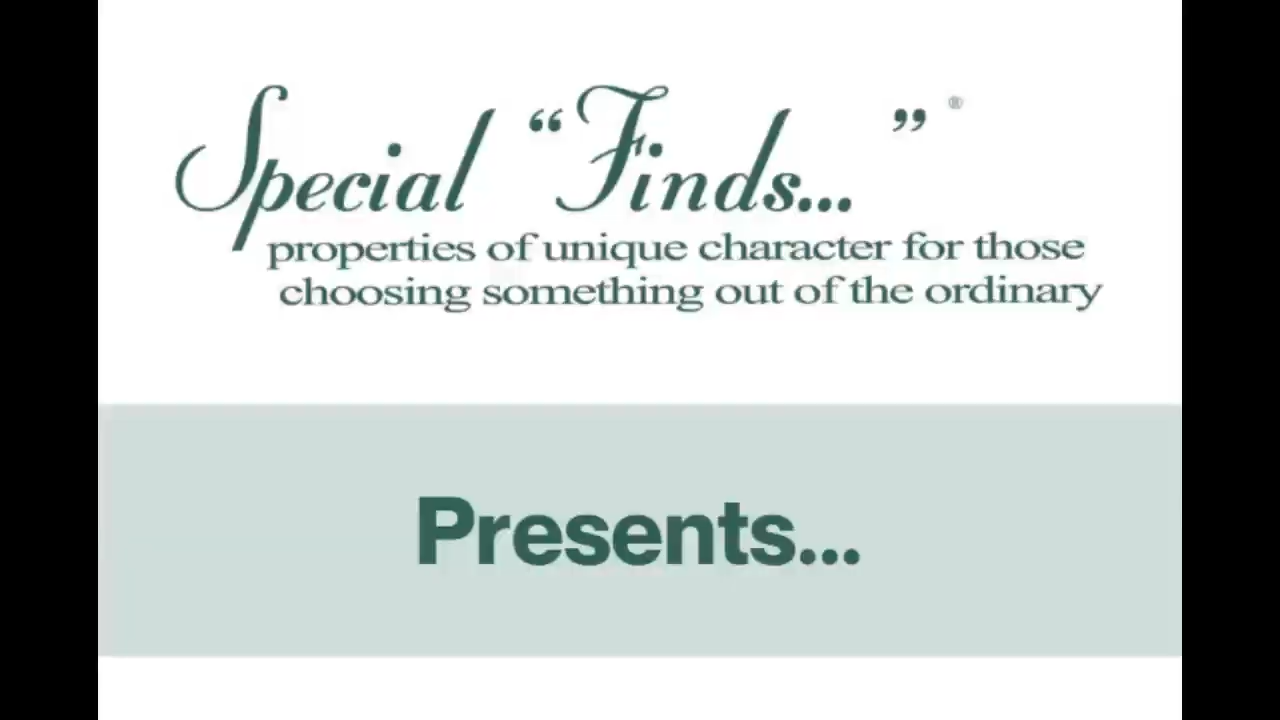 Special “Finds... ” ®
properties of unique character for those
choosing something out of the ordinary
Presents...